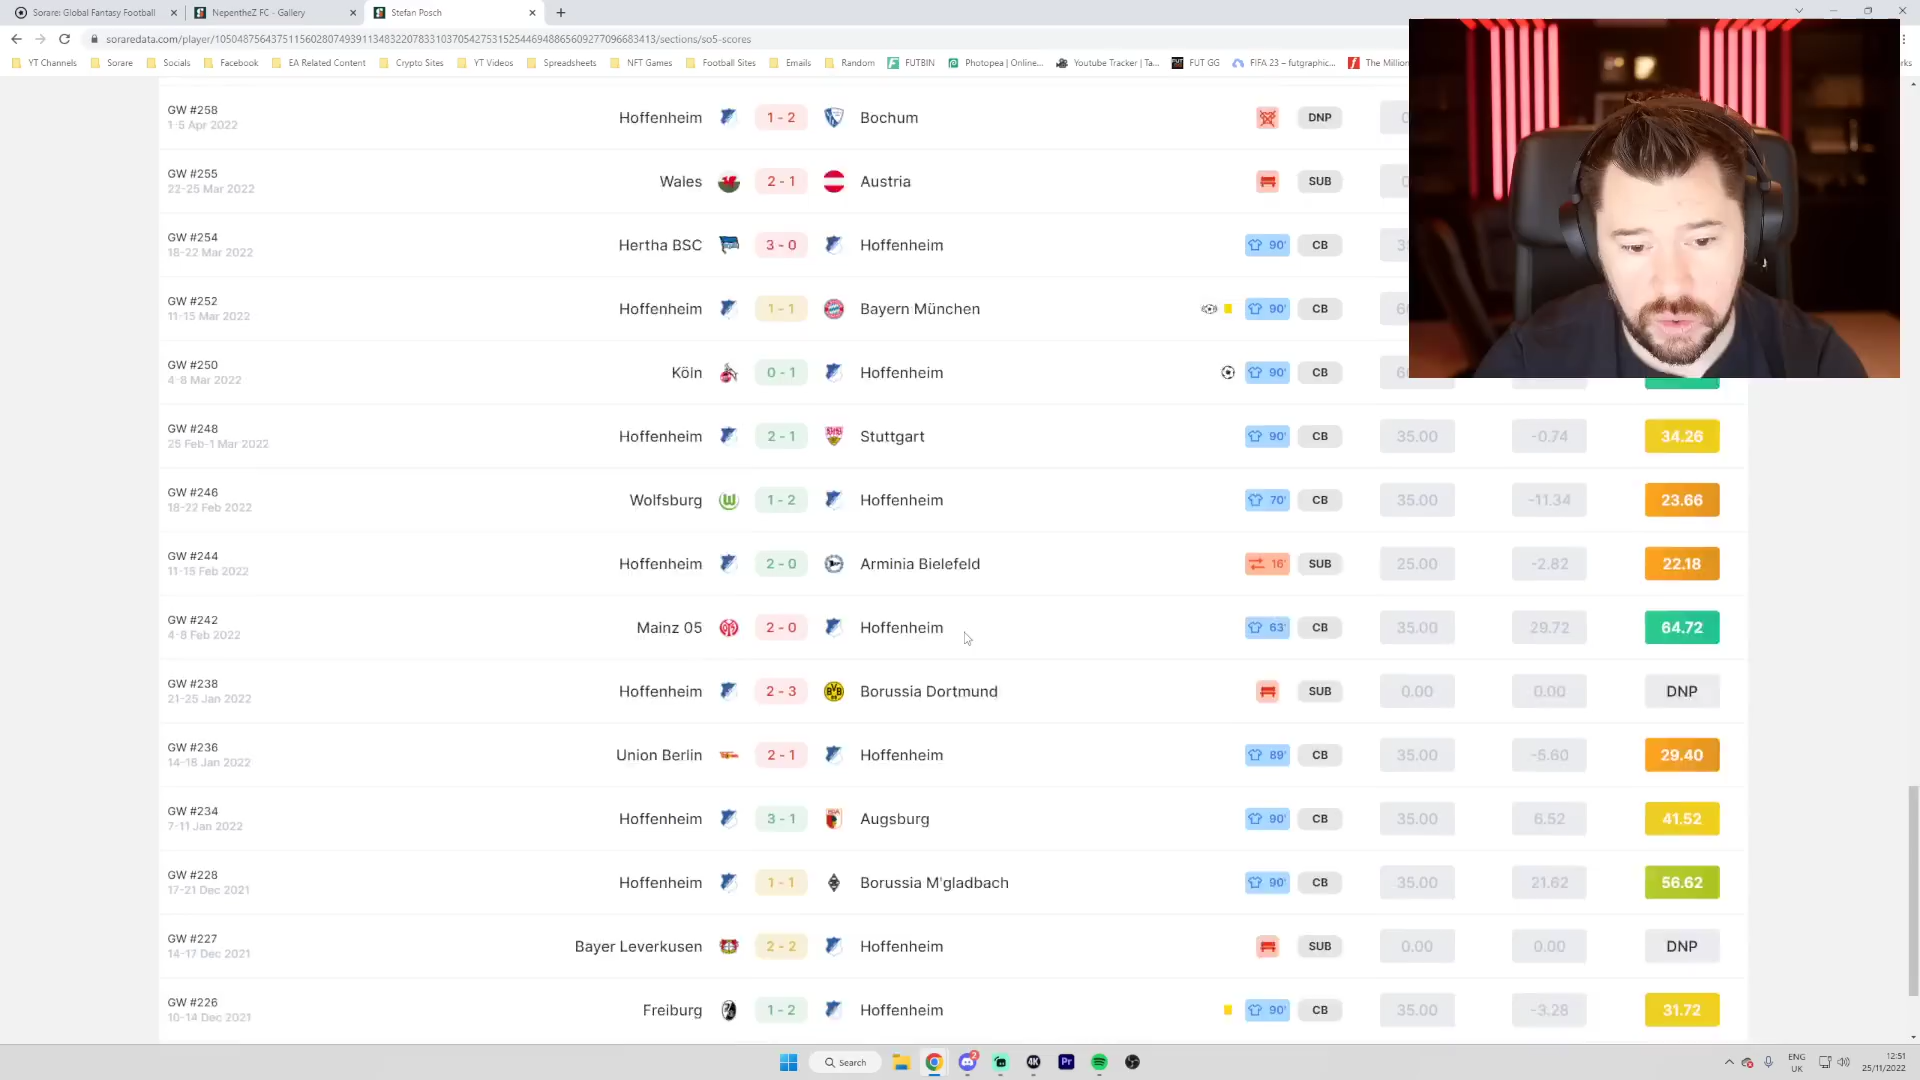 Sorare: Global Fantasy Football
NepentheZ FC - Gallery
Stefan Posch
YT Channels Sorare Socials Facebook EA Related Content Crypto Sites YT Videos Spreadsheets NFT Games Football Sites Emails Random FUTBIN Photopea | Online... Youtube Tracker | Ta... FUT GG FIFA 23 – futgraphic... The Million
GW #258
1-5 Apr 2022
Hoffenheim 1 - 2 Bochum DNP
GW #255
22-25 Mar 2022
Wales 2 - 1 Austria SUB
GW #254
18-22 Mar 2022
Hertha BSC 3 - 0 Hoffenheim 90' CB
GW #252
11-15 Mar 2022
Hoffenheim 1 - 1 Bayern München 90' CB
GW #250
4-8 Mar 2022
Köln 0 - 1 Hoffenheim 90' CB
GW #248
25 Feb-1 Mar 2022
Hoffenheim 2 - 1 Stuttgart 90' CB 35.00 -0.74 34.26
GW #246
18-22 Feb 2022
Wolfsburg 1 - 2 Hoffenheim 70' CB 35.00 -11.34 23.66
GW #244
11-15 Feb 2022
Hoffenheim 2 - 0 Arminia Bielefeld 16' SUB 25.00 -2.82 22.18
GW #242
4-8 Feb 2022
Mainz 05 2 - 0 Hoffenheim 63' CB 35.00 29.72 64.72
GW #238
21-25 Jan 2022
Hoffenheim 2 - 3 Borussia Dortmund SUB 0.00 0.00 DNP
GW #236
14-18 Jan 2022
Union Berlin 2 - 1 Hoffenheim 89' CB 35.00 -5.60 29.40
GW #234
7-11 Jan 2022
Hoffenheim 3 - 1 Augsburg 90' CB 35.00 6.52 41.52
GW #228
17-21 Dec 2021
Hoffenheim 1 - 1 Borussia M'gladbach 90' CB 35.00 21.62 56.62
GW #227
14-17 Dec 2021
Bayer Leverkusen 2 - 2 Hoffenheim SUB 0.00 0.00 DNP
GW #226
10-14 Dec 2021
Freiburg 1 - 2 Hoffenheim 90' CB 35.00 -3.28 31.72
Search
ENG
UK
12:51
25/11/2022